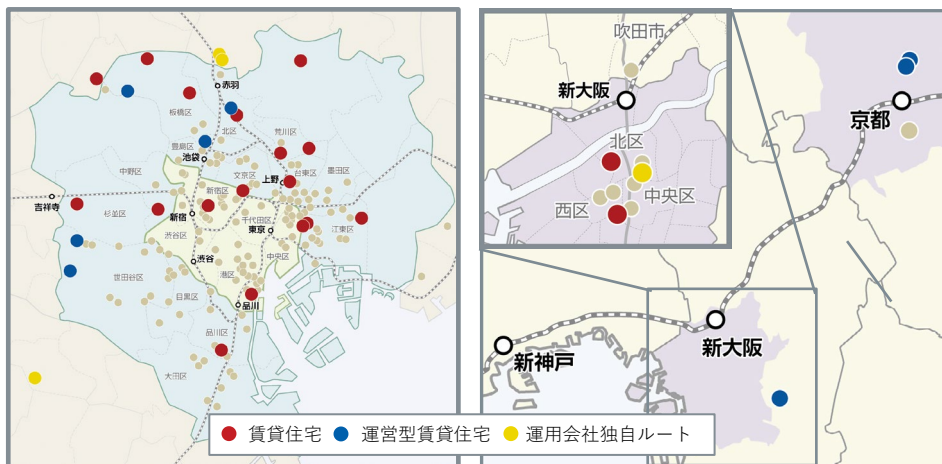 赤羽
板橋区
北区
荒川区
豊島区
池袋
中野区
文京区
上野
台東区
墨田区
吉祥寺
杉並区
新宿区
新宿
千代田区
東京
江東区
渋谷区
渋谷
中央区
港区
世田谷区
目黒区
品川
品川区
大田区
吹田市
新大阪
北区
西区
中央区
京都
新大阪
新神戸
賃貸住宅
運営型賃貸住宅
運用会社独自ルート